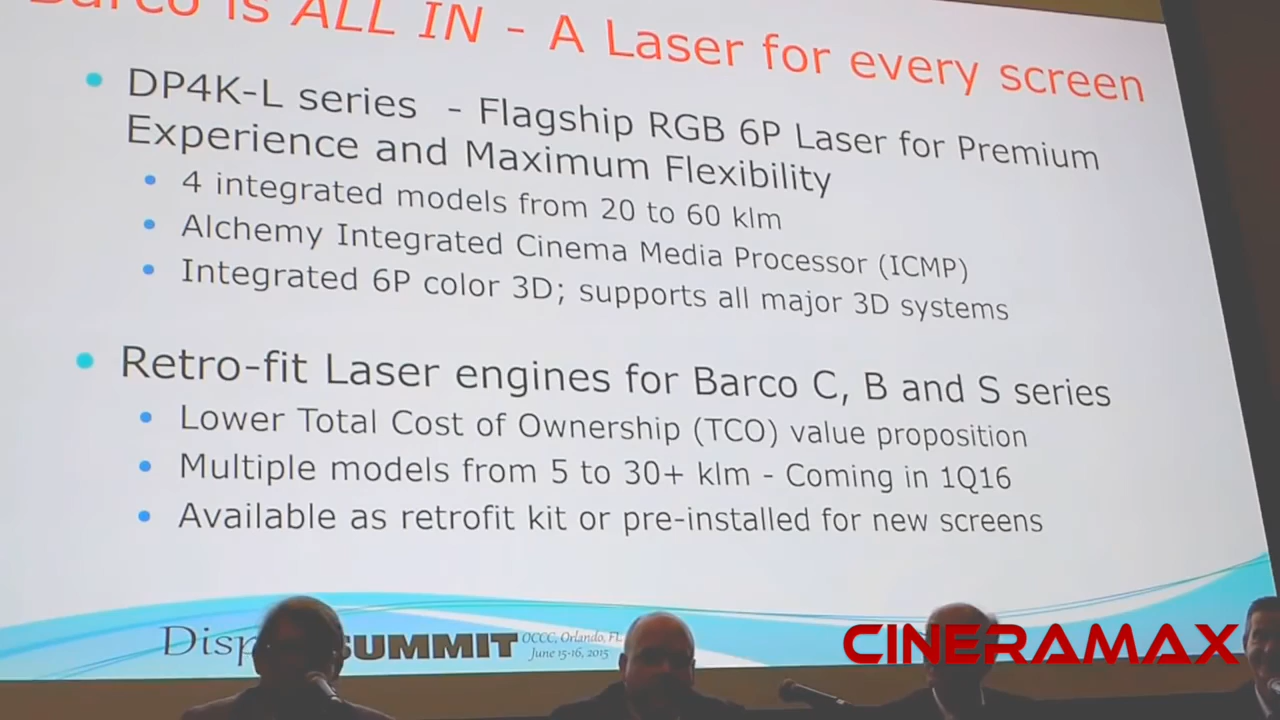 Barco is ALL IN - A Laser for every screen
DP4K-L series - Flagship RGB 6P Laser for Premium
Experience and Maximum Flexibility
4 integrated models from 20 to 60 klm
Alchemy Integrated Cinema Media Processor (ICMP)
Integrated 6P color 3D; supports all major 3D systems
Retro-fit Laser engines for Barco C, B and S series
Lower Total Cost of Ownership (TCO) value proposition
Multiple models from 5 to 30+ klm - Coming in 1Q16
Available as retrofit kit or pre-installed for new screens
SUMMIT
OCCC, Orlando, FL
June 15-16, 2015
CINERAMAX